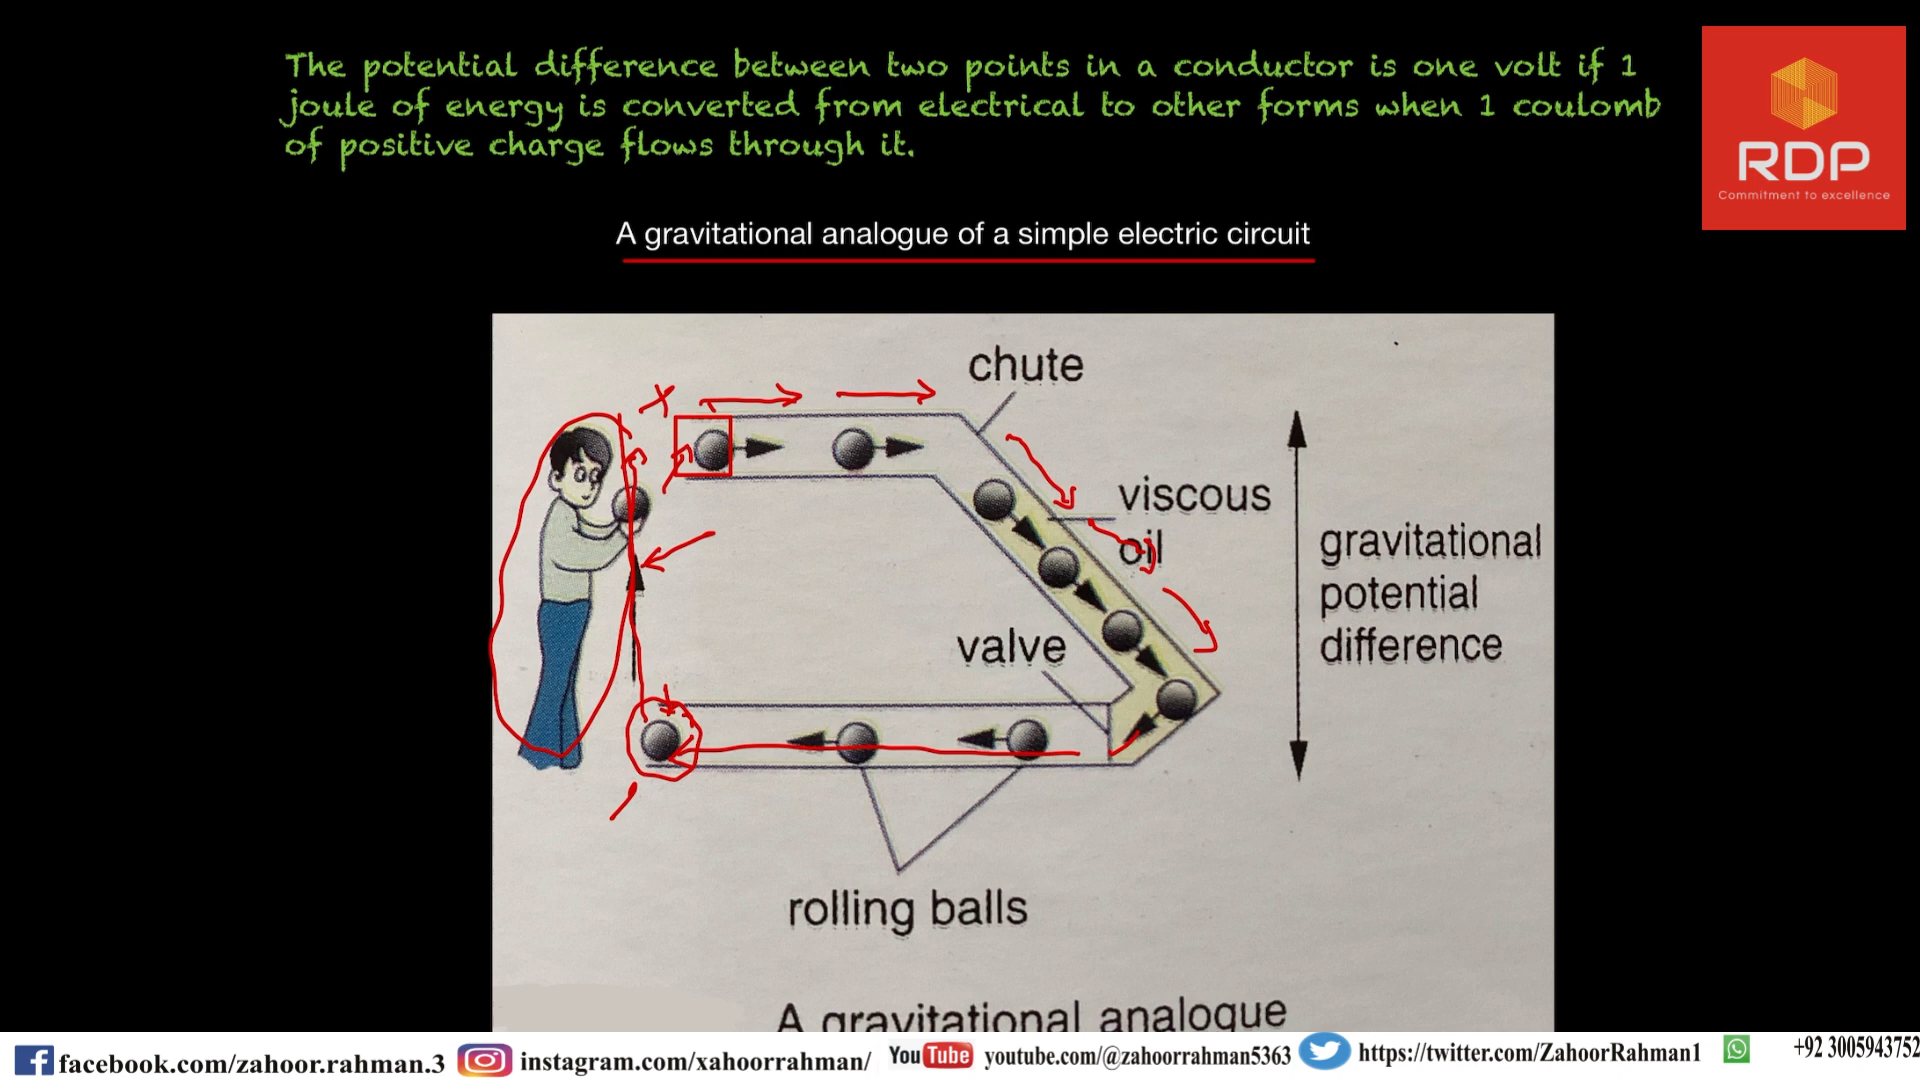 The potential difference between two points in a conductor is one volt if 1
joule of energy is converted from electrical to other forms when 1 coulomb
of positive charge flows through it.
RDP
Commitment to excellence
A gravitational analogue of a simple electric circuit
chute
viscous
oil
gravitational
potential
difference
valve
rolling balls
A gravitational analogue
facebook.com/zahoor.rahman.3
instagram.com/xahoorrahman/
YouTube youtube.com/@zahoorrahman5363
https://twitter.com/ZahoorRahman1
+92 3005943752